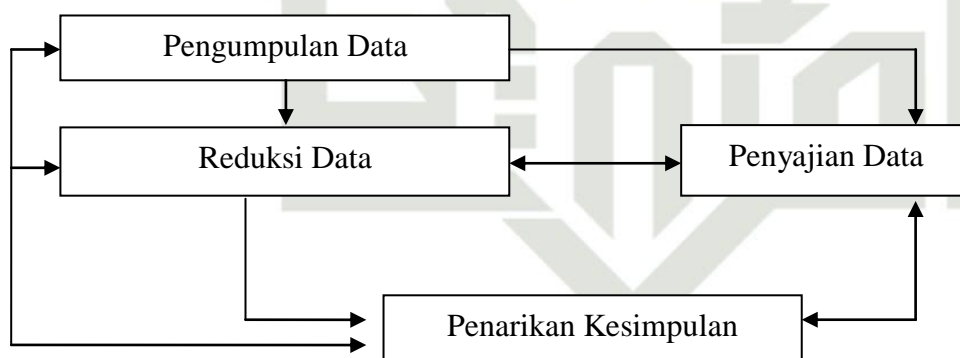 Pengumpulan Data
Reduksi Data
Penyajian Data
Penarikan Kesimpulan